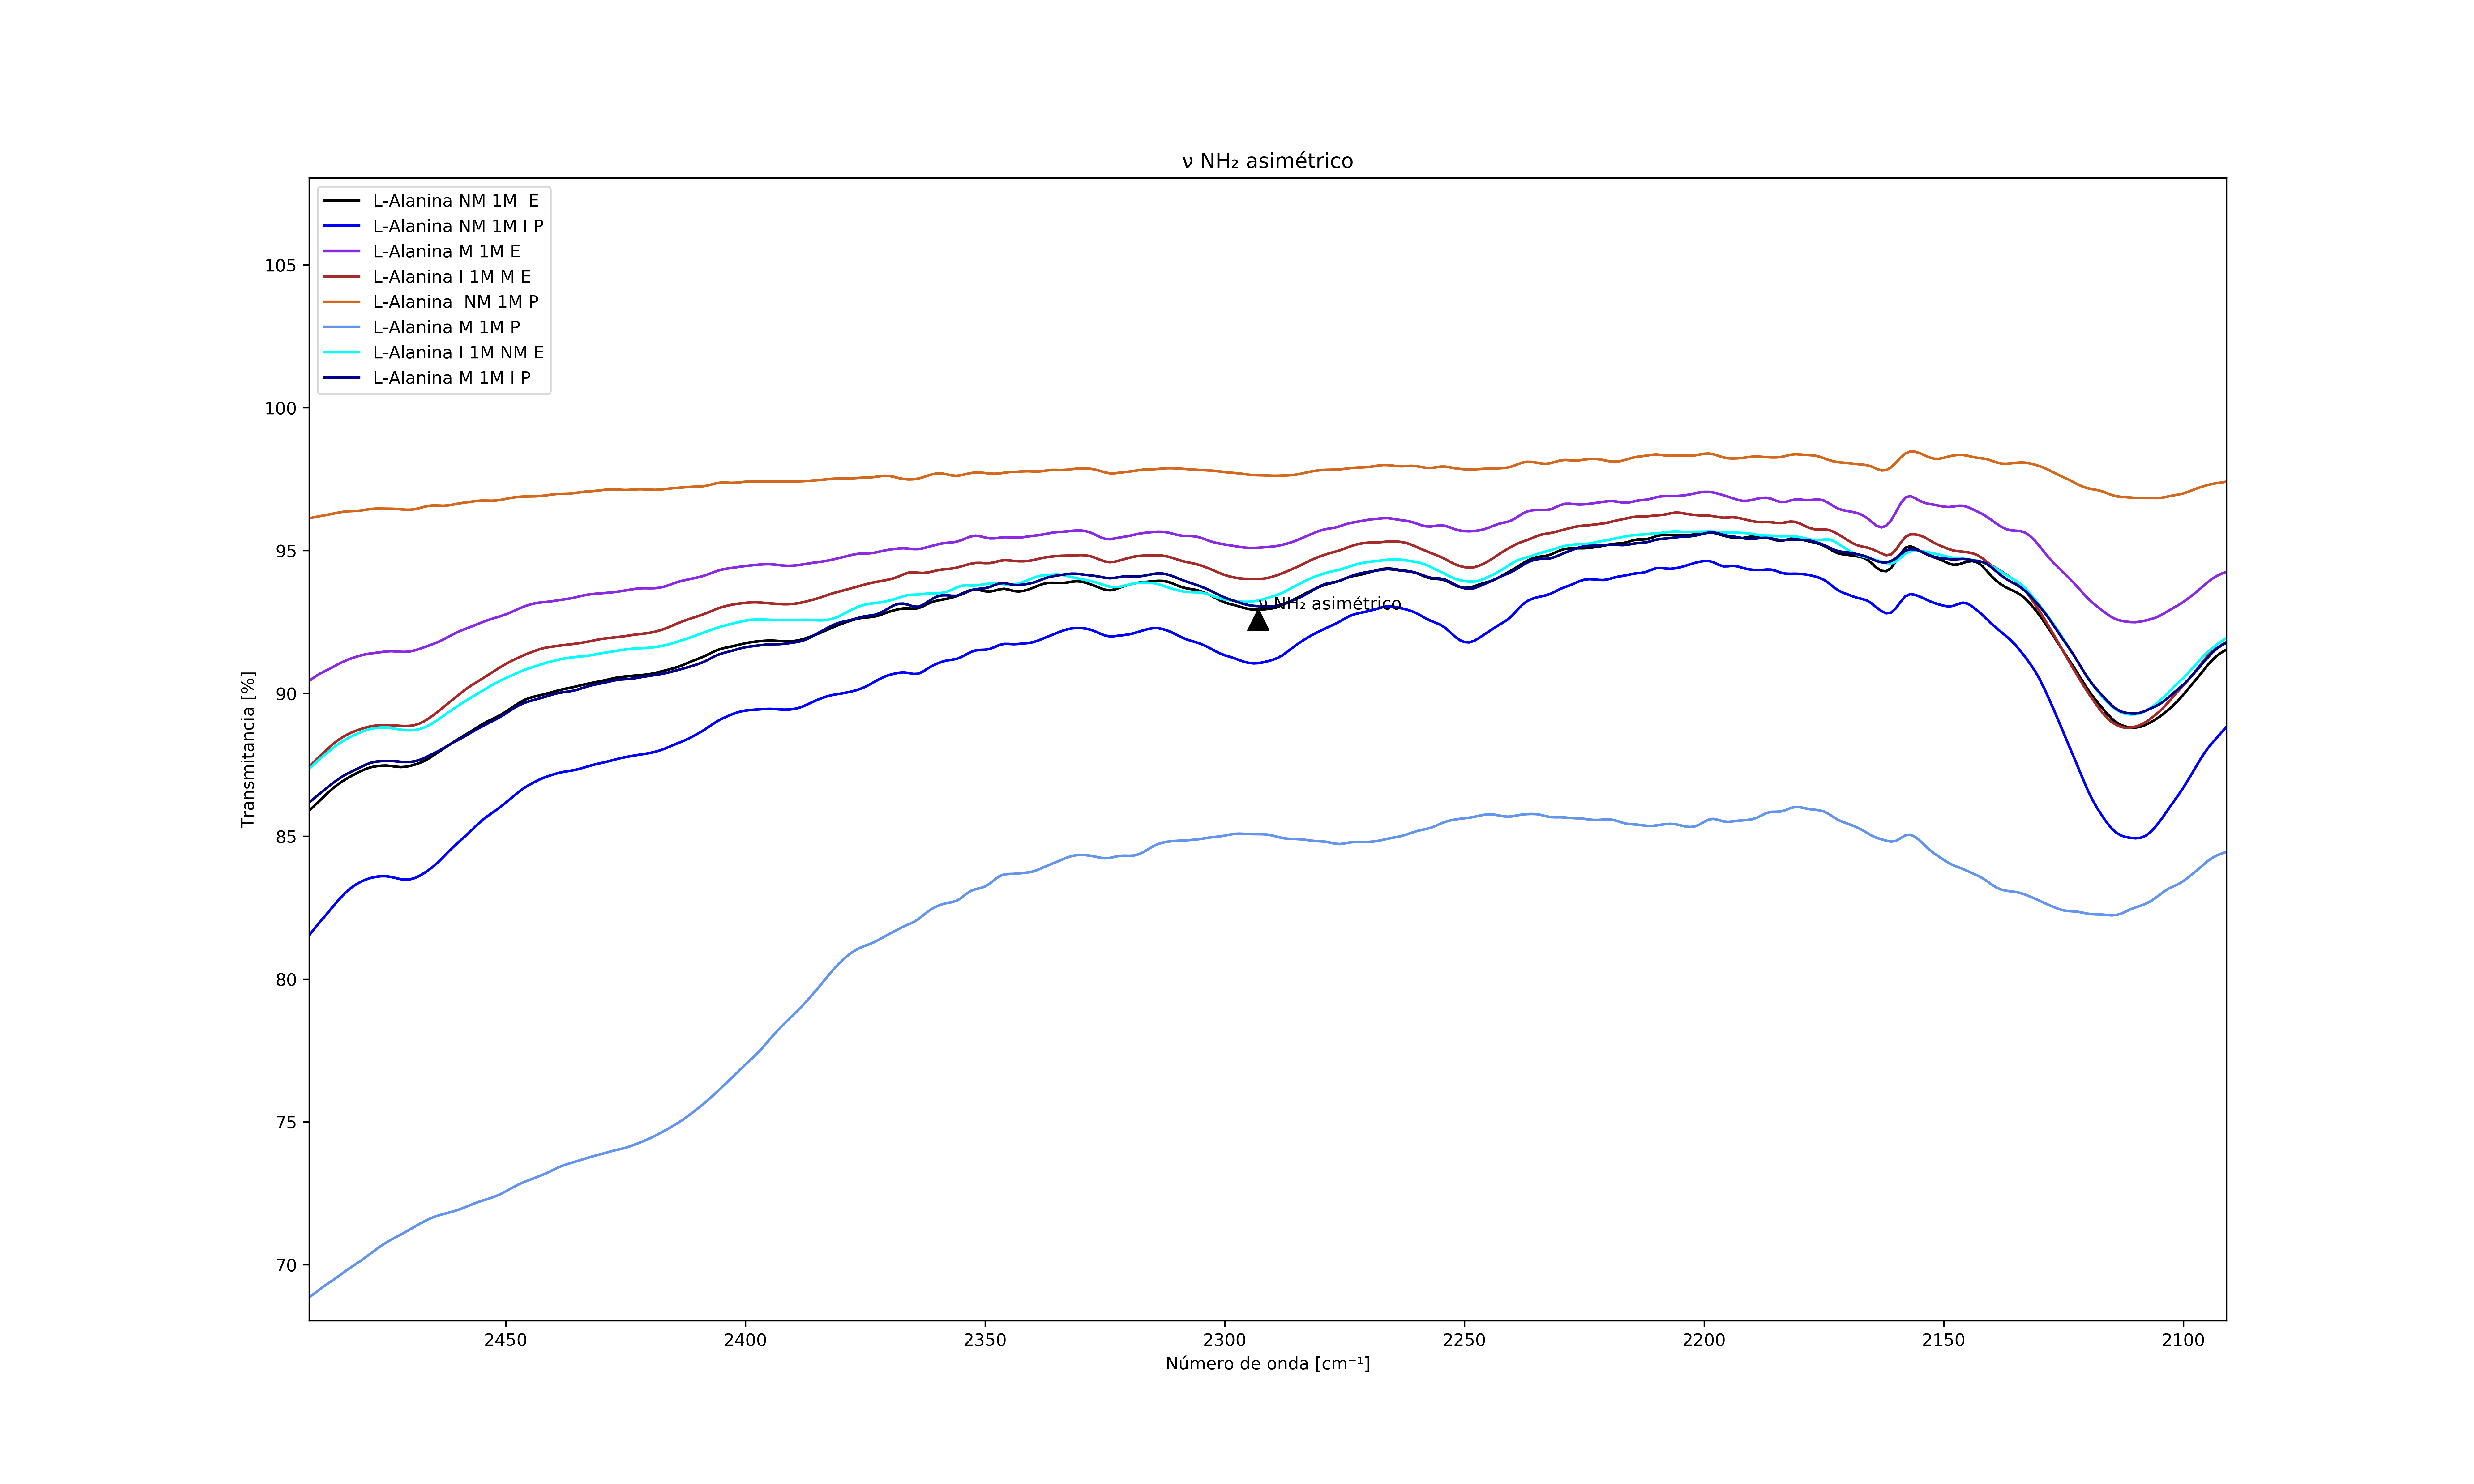 ν NH₂ asimétrico
L-Alanina NM 1M  E
L-Alanina NM 1M I P
L-Alanina M 1M E
L-Alanina I 1M M E
L-Alanina  NM 1M P
L-Alanina M 1M P
L-Alanina I 1M NM E
L-Alanina M 1M I P
105
100
95
90
85
80
75
70
Transmitancia [%]
ν NH₂ asimétrico
2450 2400 2350 2300 2250 2200 2150 2100
Número de onda [cm⁻¹]